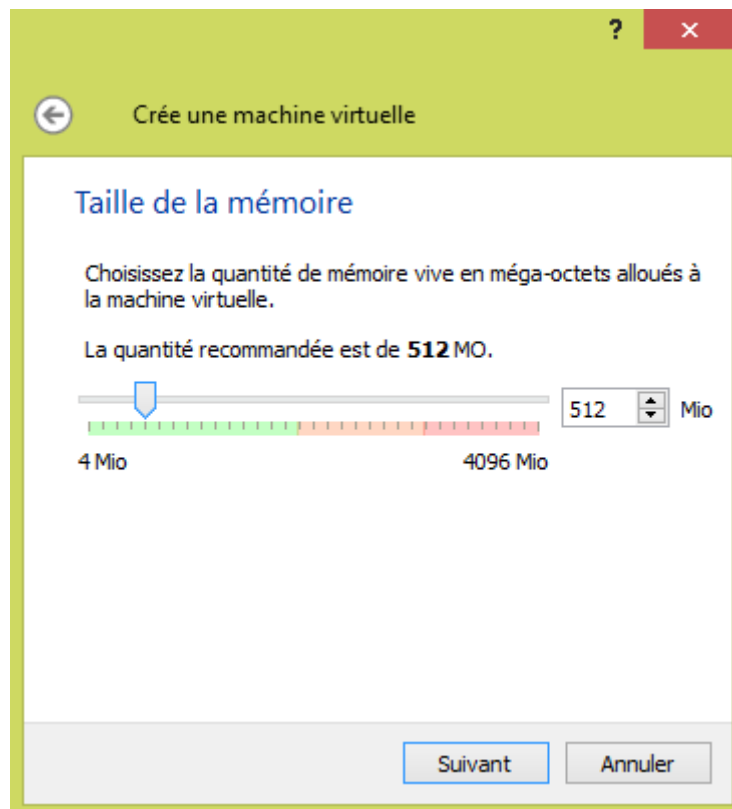 ?
Crée une machine virtuelle
Taille de la mémoire
Choisissez la quantité de mémoire vive en méga-octets alloués à
la machine virtuelle.
La quantité recommandée est de 512 MO.
512 Mio
4 Mio 4096 Mio
Suivant Annuler